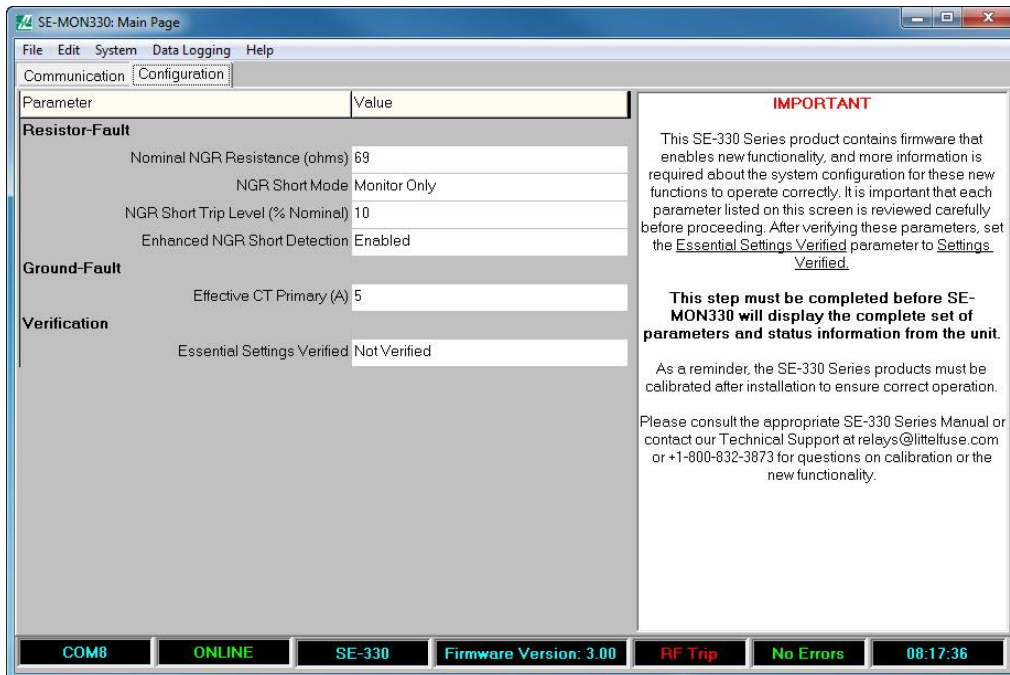 SE-MON330: Main Page
File Edit System Data Logging Help
Communication Configuration
Parameter Value
Resistor-Fault
Nominal NGR Resistance (ohms) 69
NGR Short Mode Monitor Only
NGR Short Trip Level (% Nominal) 10
Enhanced NGR Short Detection Enabled
Ground-Fault
Effective CT Primary (A) 5
Verification
Essential Settings Verified Not Verified
IMPORTANT
This SE-330 Series product contains firmware that
enables new functionality, and more information is
required about the system configuration for these new
functions to operate correctly. It is important that each
parameter listed on this screen is reviewed carefully
before proceeding. After verifying these parameters, set
the Essential Settings Verified parameter to Settings
Verified.
This step must be completed before SE-
MON330 will display the complete set of
parameters and status information from the unit.
As a reminder, the SE-330 Series products must be
calibrated after installation to ensure correct operation.
Please consult the appropriate SE-330 Series Manual or
contact our Technical Support at relays@littelfuse.com
or +1-800-832-3873 for questions on calibration or the
new functionality.
COM8 ONLINE SE-330 Firmware Version: 3.00 RF Trip No Errors 08:17:36